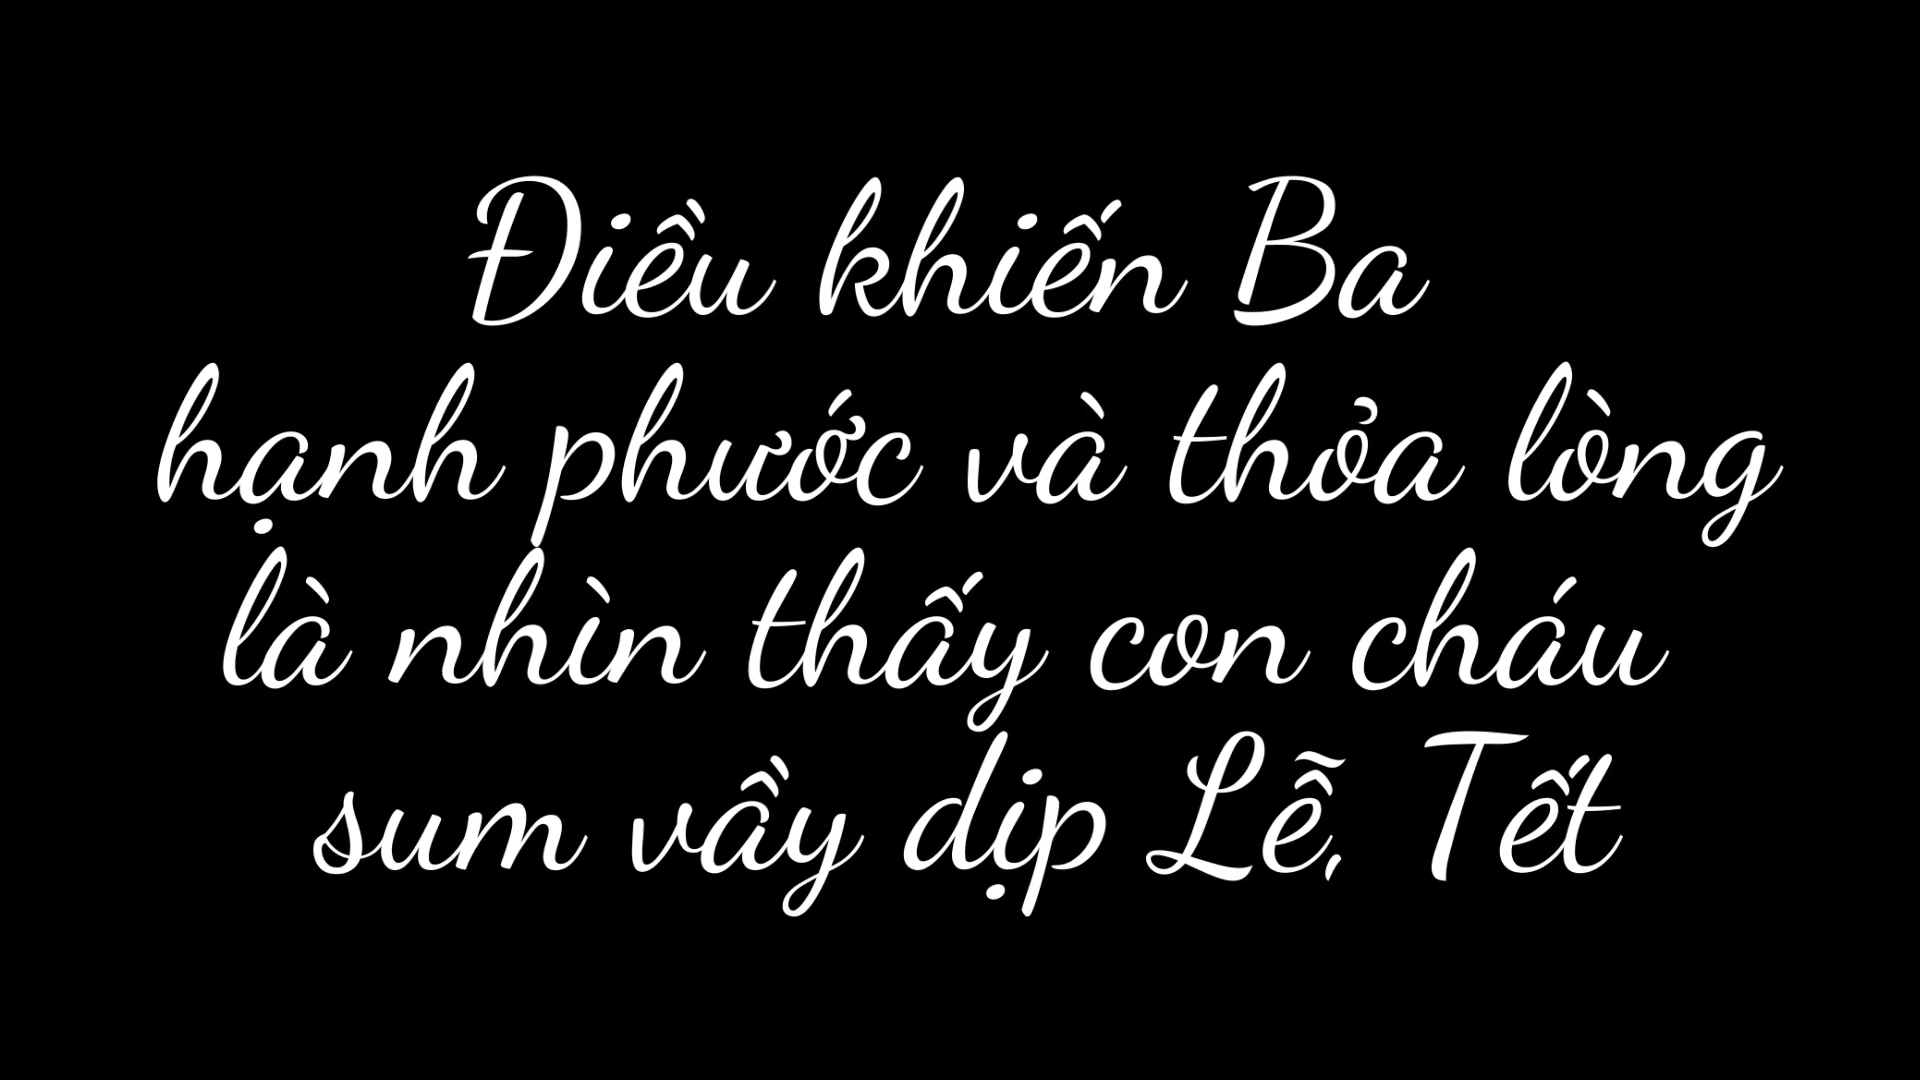 Điều khiến Ba
hạnh phước và thỏa lòng
là nhìn thấy con cháu
sum vầy dịp Lễ, Tết